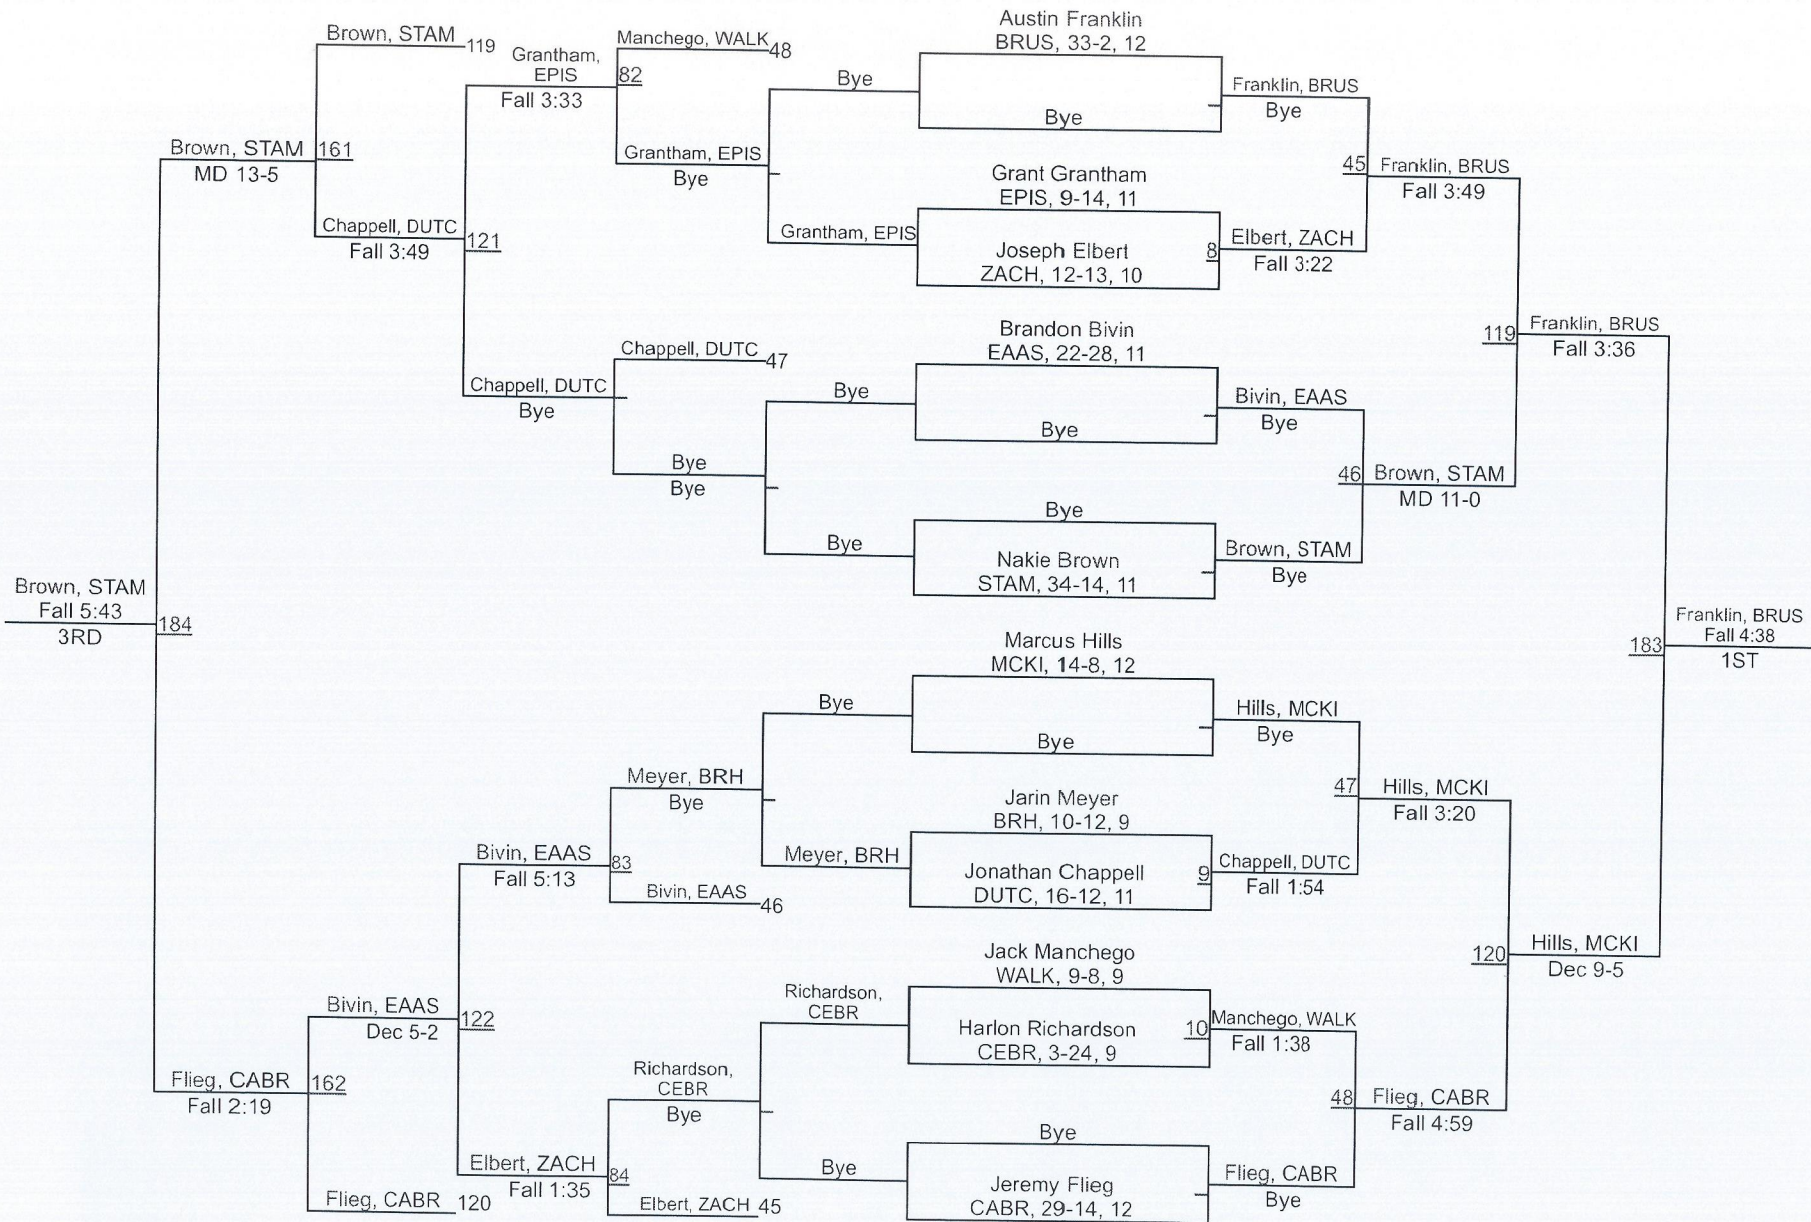 Brown, STAM
119
Chappell, DUTC
Fall 3:49
Brown, STAM
MD 13-5
161
Grantham,
EPIS
Fall 3:33
121
Manchego, WALK
48
82
Grantham, EPIS
Bye
Bye
Grantham, EPIS
Chappell, DUTC
Bye
Chappell, DUTC
47
Bye
Bye
Bye
Bye
Brown, STAM
Fall 5:43
3RD
184
Bye
Meyer, BRH
Bye
Meyer, BRH
Bivin, EAAS
Fall 5:13
83
Bivin, EAAS
46
Bivin, EAAS
Dec 5-2
122
Flieg, CABR
Fall 2:19
162
Flieg, CABR
120
Richardson,
CEBR
Richardson,
CEBR
Bye
Bye
Elbert, ZACH
Fall 1:35
84
Elbert, ZACH
45
Austin Franklin
BRUS, 33-2, 12
Bye
Grant Grantham
EPIS, 9-14, 11
Joseph Elbert
ZACH, 12-13, 10
8
Brandon Bivin
EAAS, 22-28, 11
Bye
Bye
Nakie Brown
STAM, 34-14, 11
Marcus Hills
MCKI, 14-8, 12
Bye
Jarin Meyer
BRH, 10-12, 9
Jonathan Chappell
DUTC, 16-12, 11
9
Jack Manchego
WALK, 9-8, 9
Harlon Richardson
CEBR, 3-24, 9
10
Bye
Jeremy Flieg
CABR, 29-14, 12
Franklin, BRUS
Bye
45
Elbert, ZACH
Fall 3:22
Franklin, BRUS
Fall 3:49
Bivin, EAAS
Bye
46
Brown, STAM
MD 11-0
Brown, STAM
Bye
119
Franklin, BRUS
Fall 3:36
Hills, MCKI
Bye
47
Hills, MCKI
Fall 3:20
Chappell, DUTC
Fall 1:54
120
Hills, MCKI
Dec 9-5
Manchego, WALK
Fall 1:38
48
Flieg, CABR
Fall 4:59
Flieg, CABR
Bye
183
Franklin, BRUS
Fall 4:38
1ST